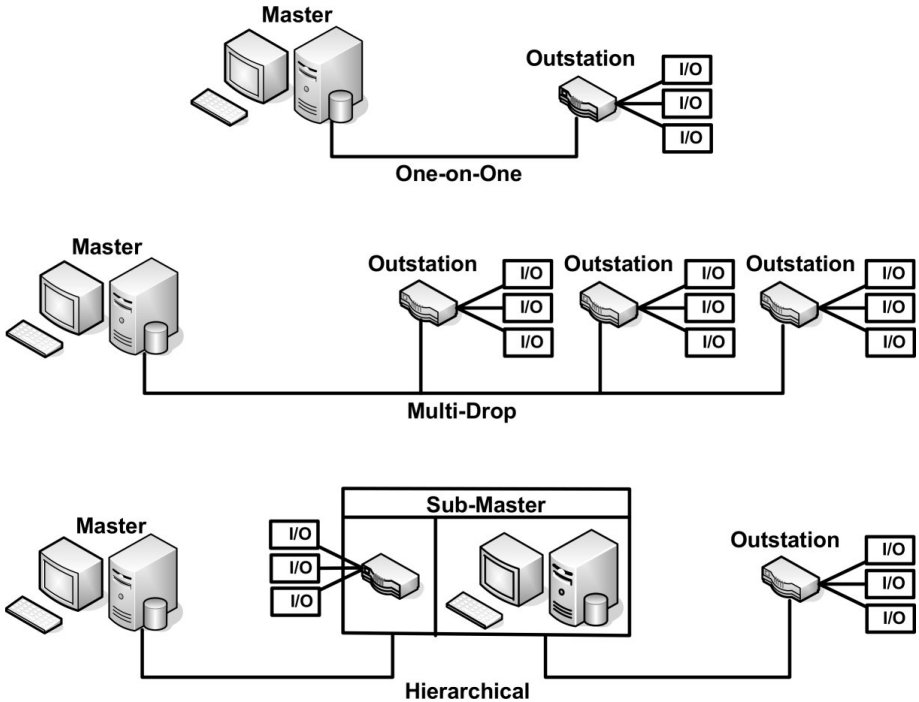 Master
Outstation
I/O
I/O
I/O
One-on-One
Master
Outstation
I/O
I/O
I/O
Outstation
I/O
I/O
I/O
Outstation
I/O
I/O
I/O
Multi-Drop
Master
I/O
I/O
I/O
Sub-Master
Outstation
I/O
I/O
I/O
Hierarchical